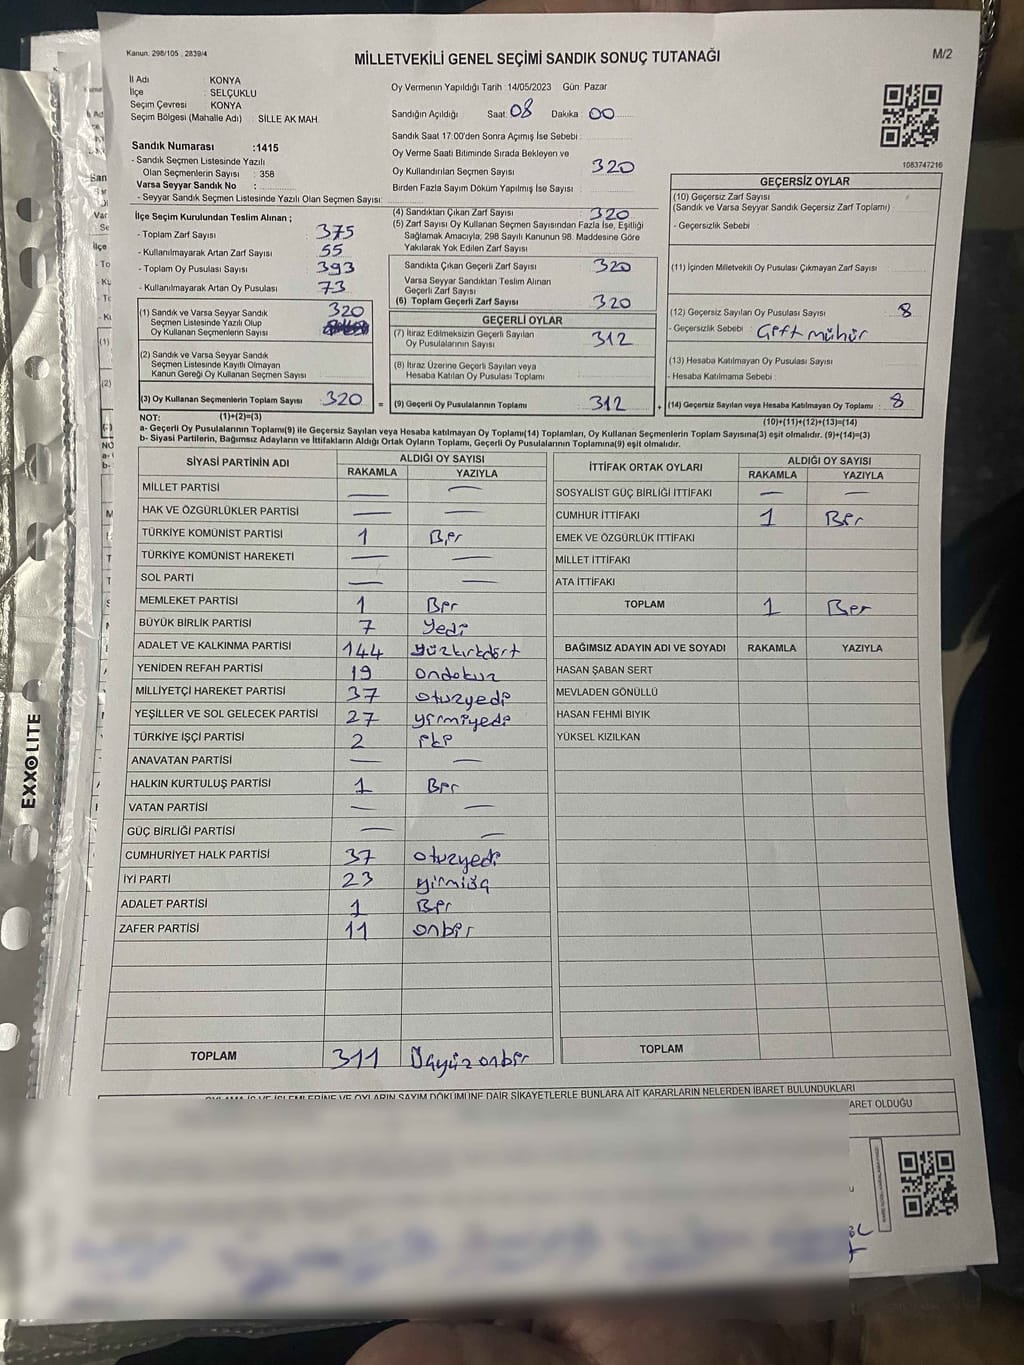 Kanun. 298/105 , 2839/4
MİLLETVEKİLİ GENEL SEÇİMİ SANDIK SONUÇ TUTANAĞI
M/2
İl Adı : KONYA
İlçe : SELÇUKLU
Seçim Çevresi : KONYA
Seçim Bölgesi (Mahalle Adı) : SİLLE AK MAH.
Oy Vermenin Yapıldığı Tarih : 14/05/2023 Gün: Pazar
Sandığın Açıldığı Saat: 08 Dakika : 00
Sandık Saat 17:00'den Sonra Açımış İse Sebebi :
Sandık Numarası :1415
- Sandık Seçmen Listesinde Yazılı
Olan Seçmenlerin Sayısı : 358
Varsa Seyyar Sandık No :
- Seyyar Sandık Seçmen Listesinde Yazılı Olan Seçmen Sayısı:
Oy Verme Saati Bitiminde Sırada Bekleyen ve
Oy Kullandırılan Seçmen Sayısı : 320
Birden Fazla Sayım Döküm Yapılmış İse Sayısı :
1083747216
İlçe Seçim Kurulundan Teslim Alınan ;
- Toplam Zarf Sayısı : 375
- Kullanılmayarak Artan Zarf Sayısı : 55
- Toplam Oy Pusulası Sayısı : 393
- Kullanılmayarak Artan Oy Pusulası : 73
(1) Sandık ve Varsa Seyyar Sandık
Seçmen Listesinde Yazılı Olup
Oy Kullanan Seçmenlerin Sayısı : 320
(2) Sandık ve Varsa Seyyar Sandık
Seçmen Listesinde Kayıtlı Olmayan
Kanun Gereği Oy Kullanan Seçmen Sayısı :
(3) Oy Kullanan Seçmenlerin Toplam Sayısı : 320 =
(4) Sandıktan Çıkan Zarf Sayısı : 320
(5) Zarf Sayısı Oy Kullanan Seçmen Sayısından Fazla İse, Eşitliği
Sağlamak Amacıyla, 298 Sayılı Kanunun 98. Maddesine Göre
Yakılarak Yok Edilen Zarf Sayısı :
Sandıkta Çıkan Geçerli Zarf Sayısı : 320
Varsa Seyyar Sandıktan Teslim Alınan
Geçerli Zarf Sayısı :
(6) Toplam Geçerli Zarf Sayısı : 320
GEÇERLİ OYLAR
(7) İtiraz Edilmeksizin Geçerli Sayılan
Oy Pusulalarının Sayısı : 312
(8) İtiraz Üzerine Geçerli Sayılan veya
Hesaba Katılan Oy Pusulası Toplamı :
(9) Geçerli Oy Pusulalarının Toplamı : 312 +
GEÇERSİZ OYLAR
(10) Geçersiz Zarf Sayısı
(Sandık ve Varsa Seyyar Sandık Geçersiz Zarf Toplamı) :
- Geçersizlik Sebebi :
(11) İçinden Milletvekili Oy Pusulası Çıkmayan Zarf Sayısı :
(12) Geçersiz Sayılan Oy Pusulası Sayısı : 8
- Geçersizlik Sebebi : Çift mühür
(13) Hesaba Katılmayan Oy Pusulası Sayısı :
- Hesaba Katılmama Sebebi :
(14) Geçersiz Sayılan veya Hesaba Katılmayan Oy Toplamı : 8
NOT: (1)+(2)=(3)
(10)+(11)+(12)+(13)=(14)
a- Geçerli Oy Pusulalarının Toplamı(9) ile Geçersiz Sayılan veya Hesaba katılmayan Oy Toplamı(14) Toplamları, Oy Kullanan Seçmenlerin Toplam Sayısına(3) eşit olmalıdır. (9)+(14)=(3)
b- Siyasi Partilerin, Bağımsız Adayların ve İttifakların Aldığı Ortak Oyların Toplamı, Geçerli Oy Pusulalarının Toplamına(9) eşit olmalıdır.
SİYASİ PARTİNİN ADI ALDIĞI OY SAYISI
RAKAMLA YAZIYLA
MİLLET PARTİSİ — —
HAK VE ÖZGÜRLÜKLER PARTİSİ — —
TÜRKİYE KOMÜNİST PARTİSİ 1 Bir
TÜRKİYE KOMÜNİST HAREKETİ — —
SOL PARTİ — —
MEMLEKET PARTİSİ 1 Bir
BÜYÜK BİRLİK PARTİSİ 7 Yedi
ADALET VE KALKINMA PARTİSİ 144 yüzkırkdört
YENİDEN REFAH PARTİSİ 19 ondokuz
MİLLİYETÇİ HAREKET PARTİSİ 37 otuzyedi
YEŞİLLER VE SOL GELECEK PARTİSİ 27 yirmiyedi
TÜRKİYE İŞÇİ PARTİSİ 2 iki
ANAVATAN PARTİSİ — —
HALKIN KURTULUŞ PARTİSİ 1 Bir
VATAN PARTİSİ — —
GÜÇ BİRLİĞİ PARTİSİ — —
CUMHURİYET HALK PARTİSİ 37 otuzyedi
İYİ PARTİ 23 yirmiüç
ADALET PARTİSİ 1 Bir
ZAFER PARTİSİ 11 onbir
TOPLAM 311 Üçyüzonbir
İTTİFAK ORTAK OYLARI ALDIĞI OY SAYISI
RAKAMLA YAZIYLA
SOSYALİST GÜÇ BİRLİĞİ İTTİFAKI — —
CUMHUR İTTİFAKI 1 Bir
EMEK VE ÖZGÜRLÜK İTTİFAKI
MİLLET İTTİFAKI
ATA İTTİFAKI
TOPLAM 1 Bir
BAĞIMSIZ ADAYIN ADI VE SOYADI RAKAMLA YAZIYLA
HASAN ŞABAN SERT
MEVLADEN GÖNÜLLÜ
HASAN FEHMİ BIYIK
YÜKSEL KIZILKAN
TOPLAM
OYLAMA İŞ VE İŞLEMLERİNE VE OYLARIN SAYIM DÖKÜMÜNE DAİR ŞİKAYETLERLE BUNLARA AİT KARARLARIN NELERDEN İBARET BULUNDUKLARI
ARET OLDUĞU
EXXOLITE